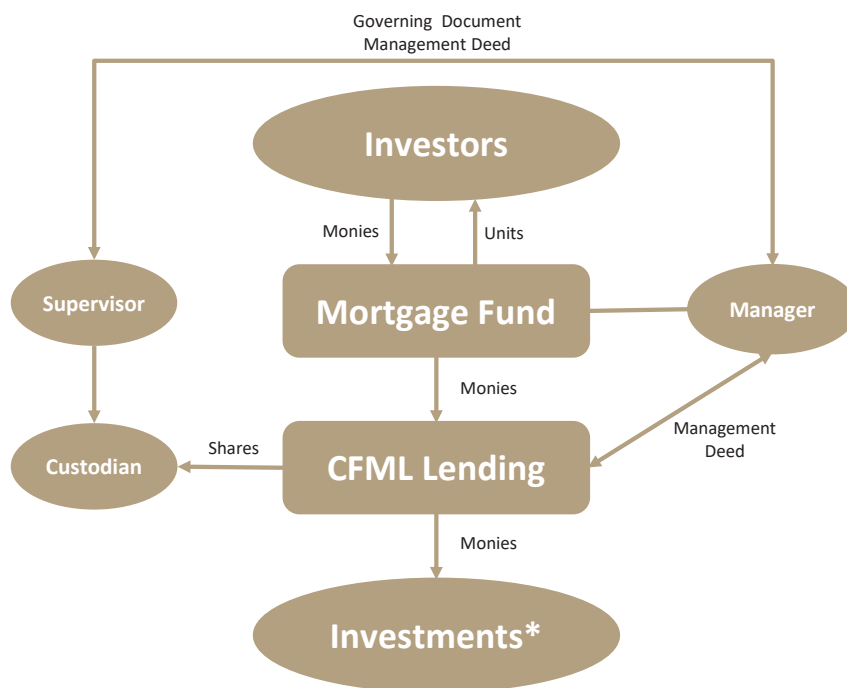 Governing Document
Management Deed
Investors
Monies
Units
Supervisor
Mortgage Fund
Manager
Monies
Management
Deed
Shares
Custodian
CFML Lending
Monies
Investments*